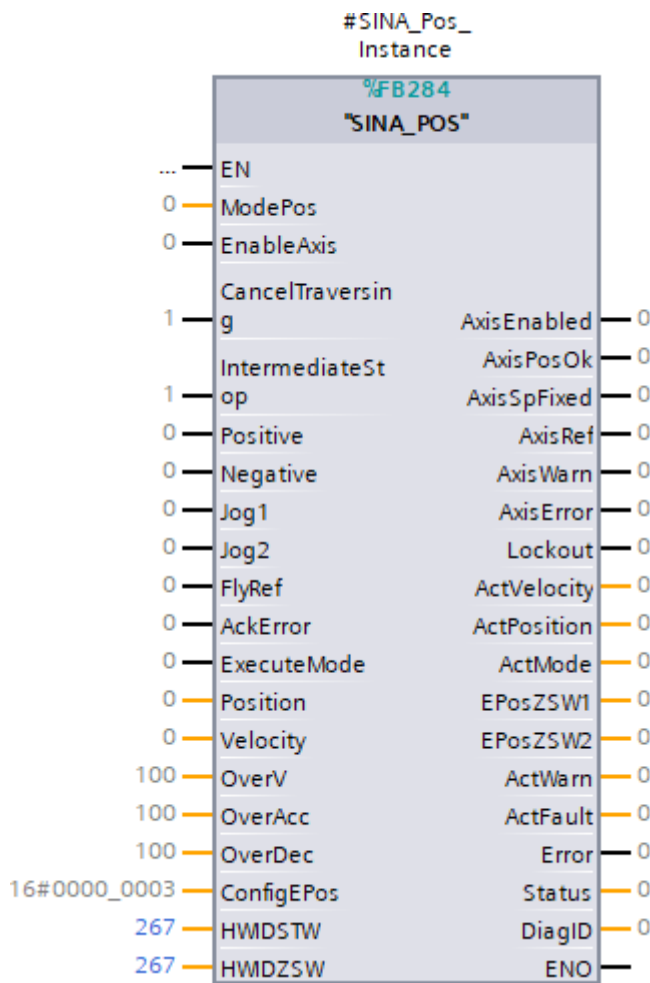 #SINA_Pos_
Instance
%FB284
"SINA_POS"
... EN
0 ModePos
0 EnableAxis
CancelTraversin
1 g AxisEnabled 0
AxisPosOk 0
IntermediateSt
1 op AxisSpFixed 0
0 Positive AxisRef 0
0 Negative AxisWarn 0
0 Jog1 AxisError 0
0 Jog2 Lockout 0
0 FlyRef ActVelocity 0
0 AckError ActPosition 0
0 ExecuteMode ActMode 0
0 Position EPosZSW1 0
0 Velocity EPosZSW2 0
100 OverV ActWarn 0
100 OverAcc ActFault 0
100 OverDec Error 0
16#0000_0003 ConfigEPos Status 0
267 HWIDSTW DiagID 0
267 HWIDZSW ENO